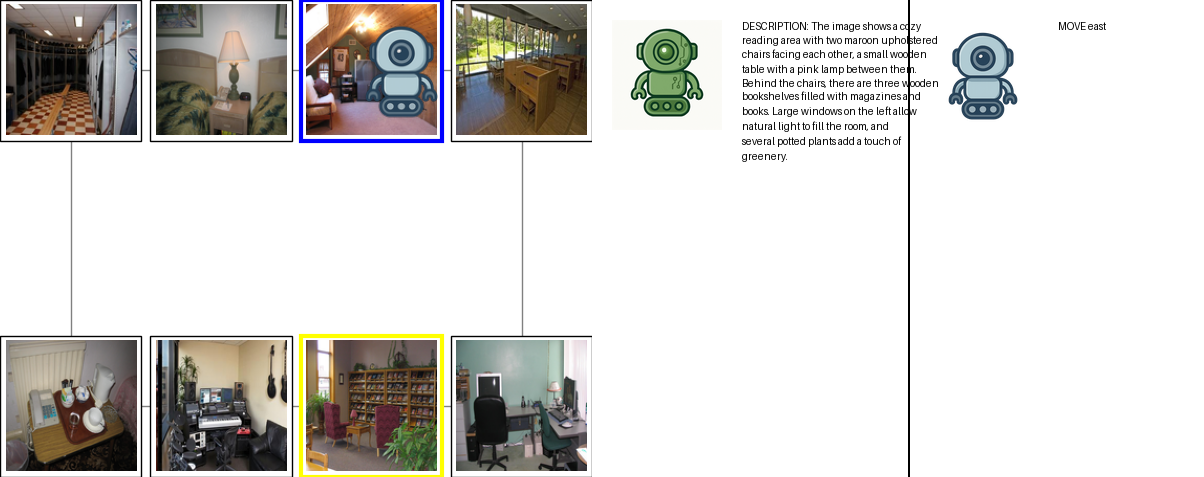 DESCRIPTION: The image shows a cozy
reading area with two maroon upholstered
chairs facing each other, a small wooden
table with a pink lamp between them.
Behind the chairs, there are three wooden
bookshelves filled with magazines and
books. Large windows on the left allow
natural light to fill the room, and
several potted plants add a touch of
greenery.
MOVE east